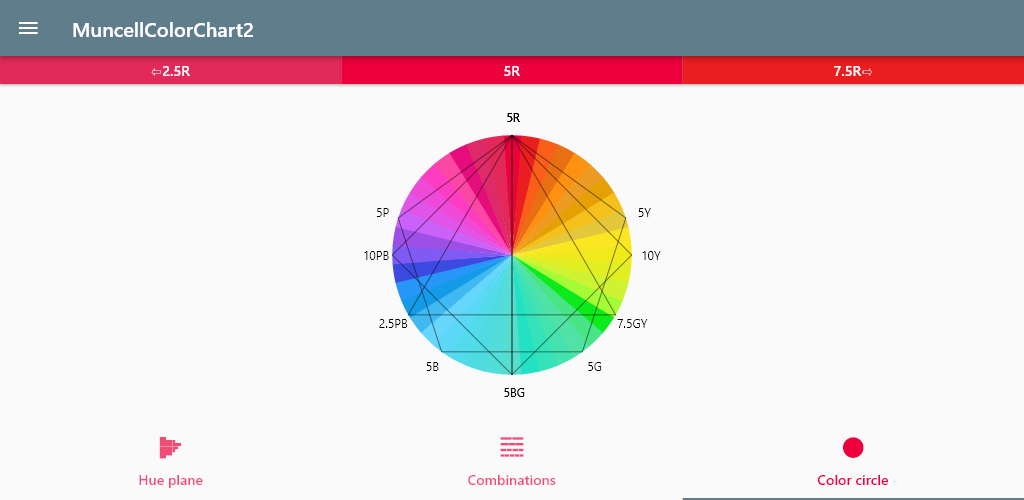 MuncellColorChart2
⇦2.5R
5R
7.5R⇨
5R
5P
5Y
10PB
10Y
2.5PB
7.5GY
5B
5G
5BG
Hue plane
Combinations
Color circle